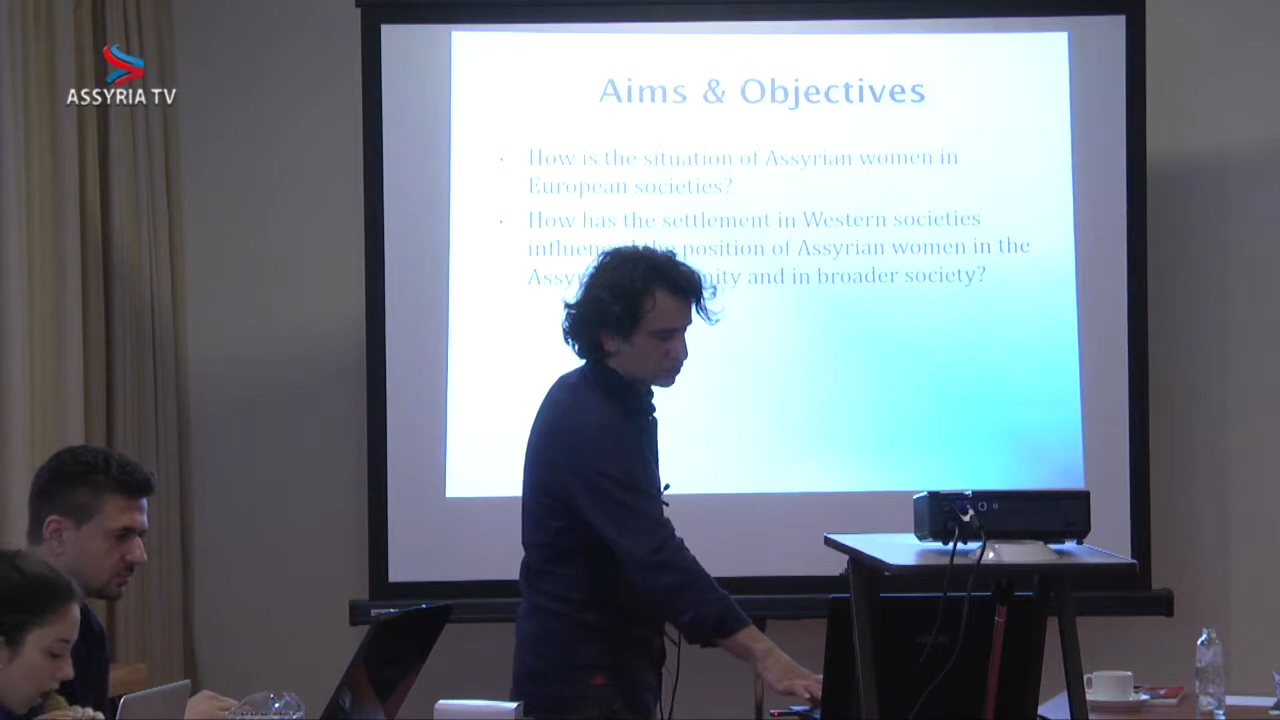 ASSYRIA TV
Aims & Objectives
How is the situation of Assyrian women in
European societies?
How has the settlement in Western societies
position of Assyrian women in the
and in broader society?